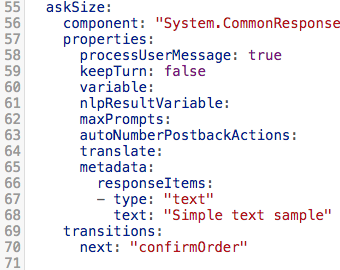 55 askSize:
56 component: "System.CommonResponse
57 properties:
58 processUserMessage: true
59 keepTurn: false
60 variable:
61 nlpResultVariable:
62 maxPrompts:
63 autoNumberPostbackActions:
64 translate:
65 metadata:
66 responseItems:
67 - type: "text"
68 text: "Simple text sample"
69 transitions:
70 next: "confirmOrder"
71